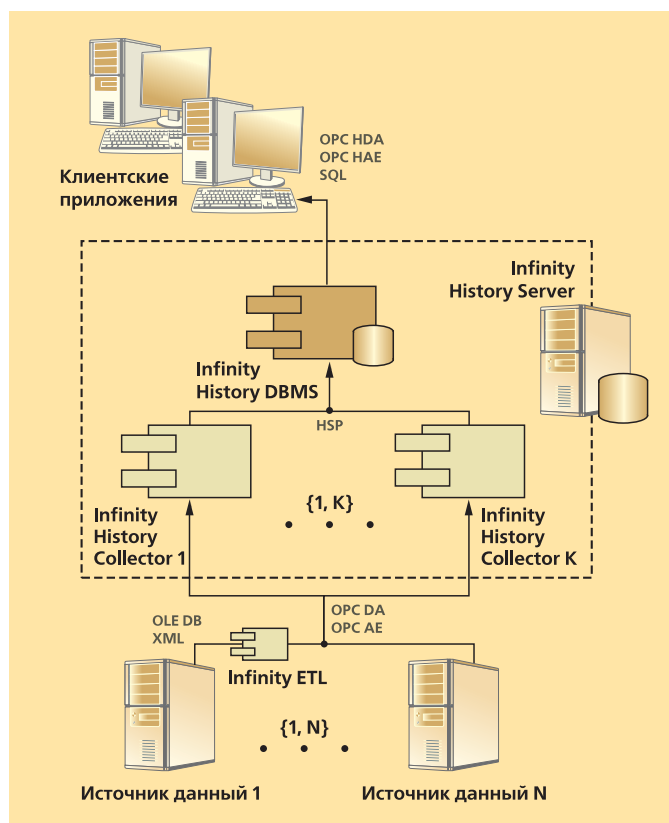 OPC HDA
OPC HAE
SQL
Клиентские
приложения
Infinity
History Server
Infinity
History DBMS
HSP
{1, K}
Infinity
History
Collector 1
Infinity
History
Collector K
OLE DB
XML
OPC DA
OPC AE
Infinity ETL
{1, N}
Источник данный 1
Источник данный N